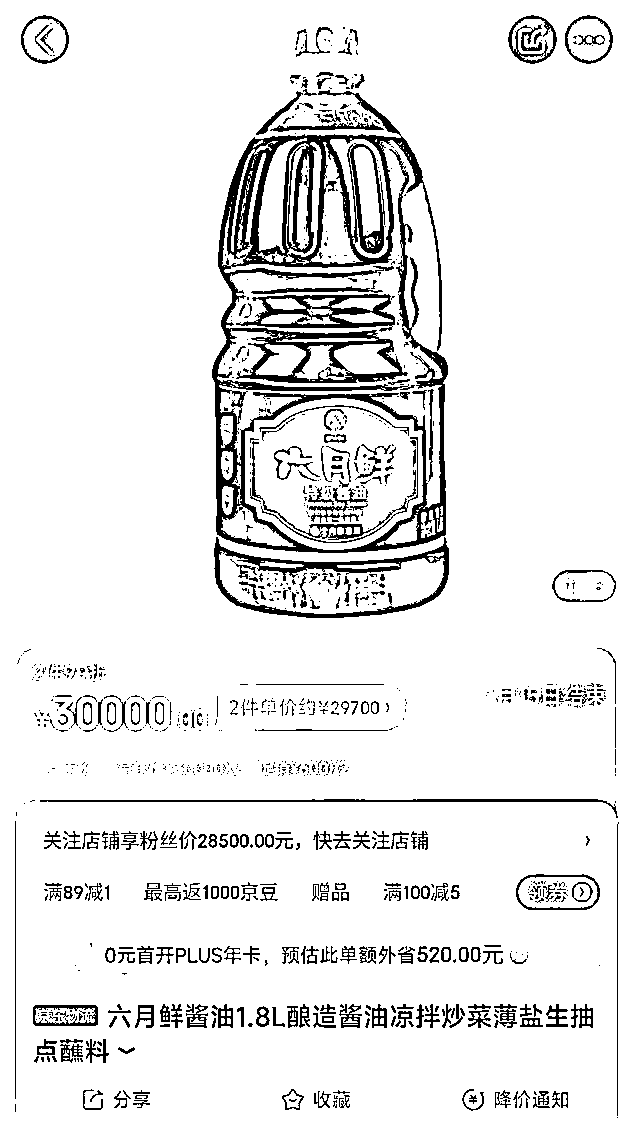 六月鲜
特级酱油
¥30000
2件单价约¥29700 ›
关注店铺享粉丝价28500.00元，快去关注店铺 ›
满89减1 最高返1000京豆 赠品 满100减5 领券
0元首开PLUS年卡，预估此单额外省520.00元
六月鲜酱油1.8L酿造酱油凉拌炒菜薄盐生抽
点蘸料
分享 收藏 降价通知